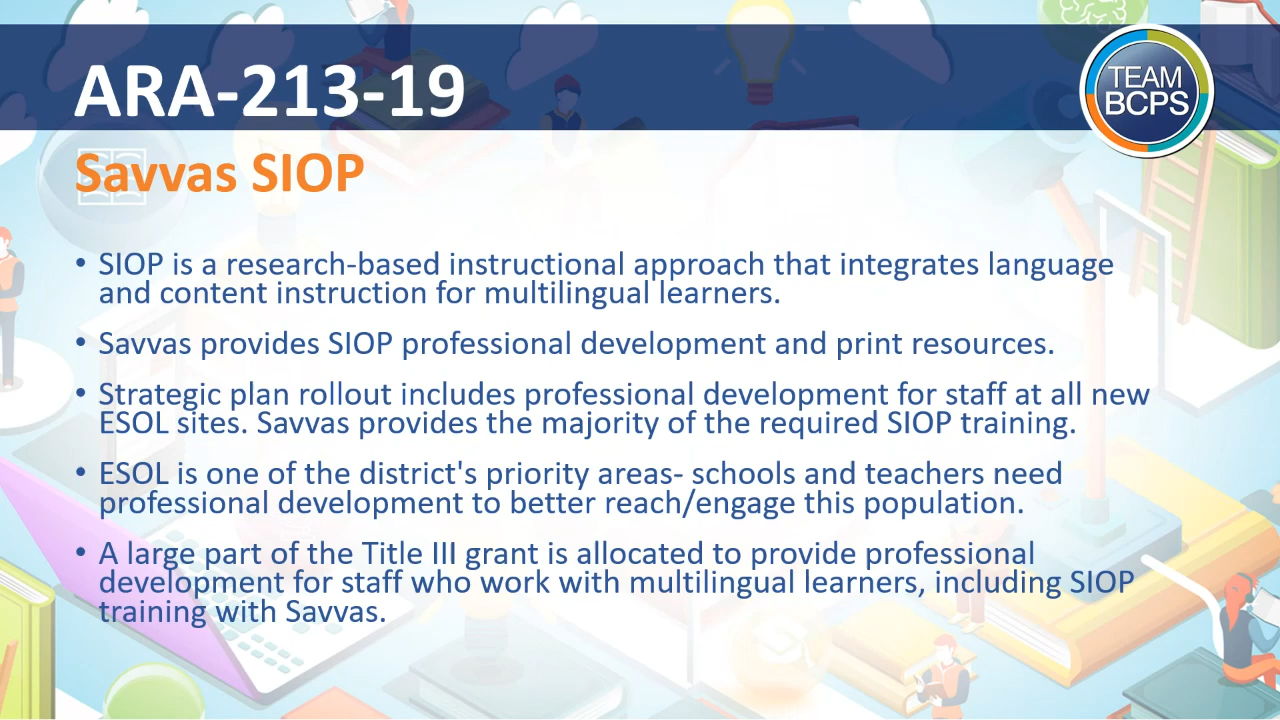 ARA-213-19
TEAM
BCPS
Savvas SIOP
• SIOP is a research-based instructional approach that integrates language
and content instruction for multilingual learners.
• Savvas provides SIOP professional development and print resources.
• Strategic plan rollout includes professional development for staff at all new
ESOL sites. Savvas provides the majority of the required SIOP training.
• ESOL is one of the district's priority areas- schools and teachers need
professional development to better reach/engage this population.
• A large part of the Title III grant is allocated to provide professional
development for staff who work with multilingual learners, including SIOP
training with Savvas.